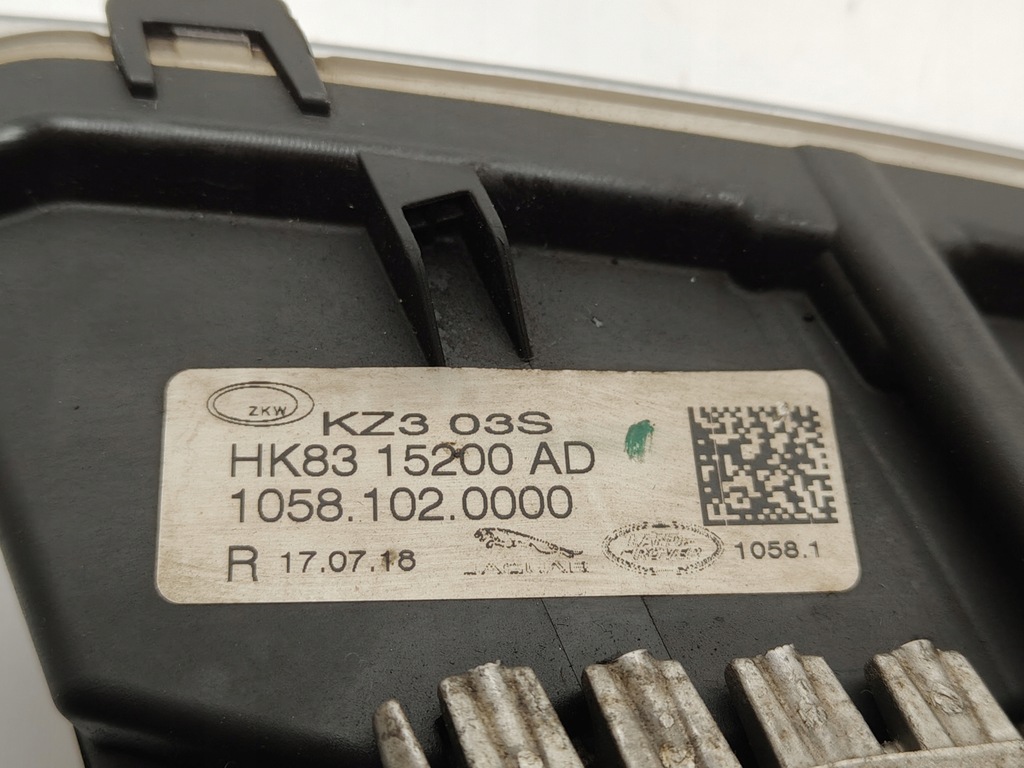 ZKW
KZ3 03S
HK83 15200 AD
1058.102.0000
R 17.07.18
JAGUAR
LAND
ROVER
1058.1